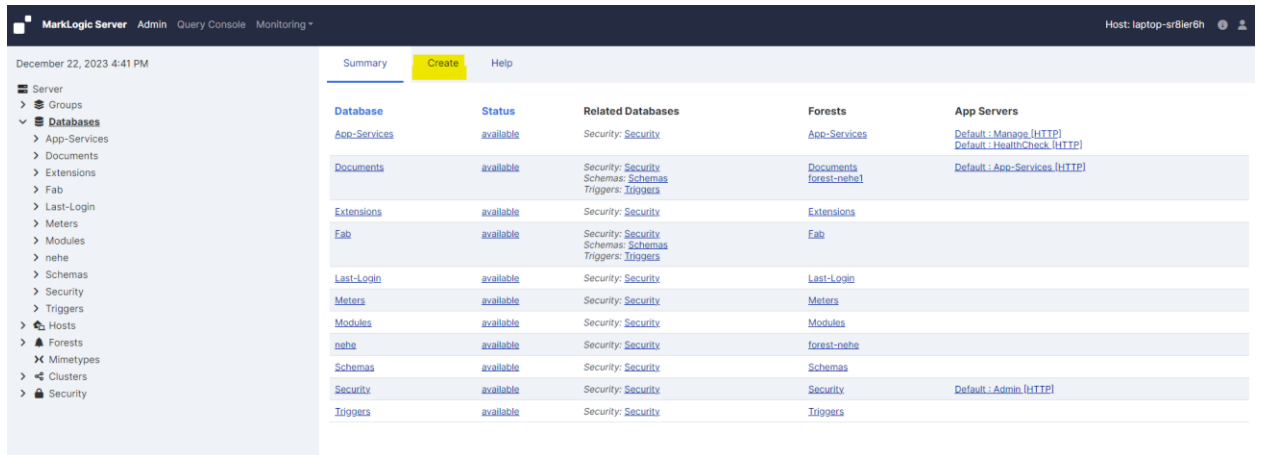 MarkLogic Server Admin Query Console Monitoring Host: laptop-sr8ier6h
December 22, 2023 4:41 PM
Summary Create Help
Server
Groups
Databases
App-Services
Documents
Extensions
Fab
Last-Login
Meters
Modules
nehe
Schemas
Security
Triggers
Hosts
Forests
Mimetypes
Clusters
Security
Database Status Related Databases Forests App Servers
App-Services available Security: Security App-Services Default : Manage [HTTP]
Default : HealthCheck [HTTP]
Documents available Security: Security Documents Default : App-Services [HTTP]
Schemas: Schemas forest-nehe1
Triggers: Triggers
Extensions available Security: Security Extensions
Fab available Security: Security Fab
Schemas: Schemas
Triggers: Triggers
Last-Login available Security: Security Last-Login
Meters available Security: Security Meters
Modules available Security: Security Modules
nehe available Security: Security forest-nehe
Schemas available Security: Security Schemas
Security available Security: Security Security Default : Admin [HTTP]
Triggers available Security: Security Triggers